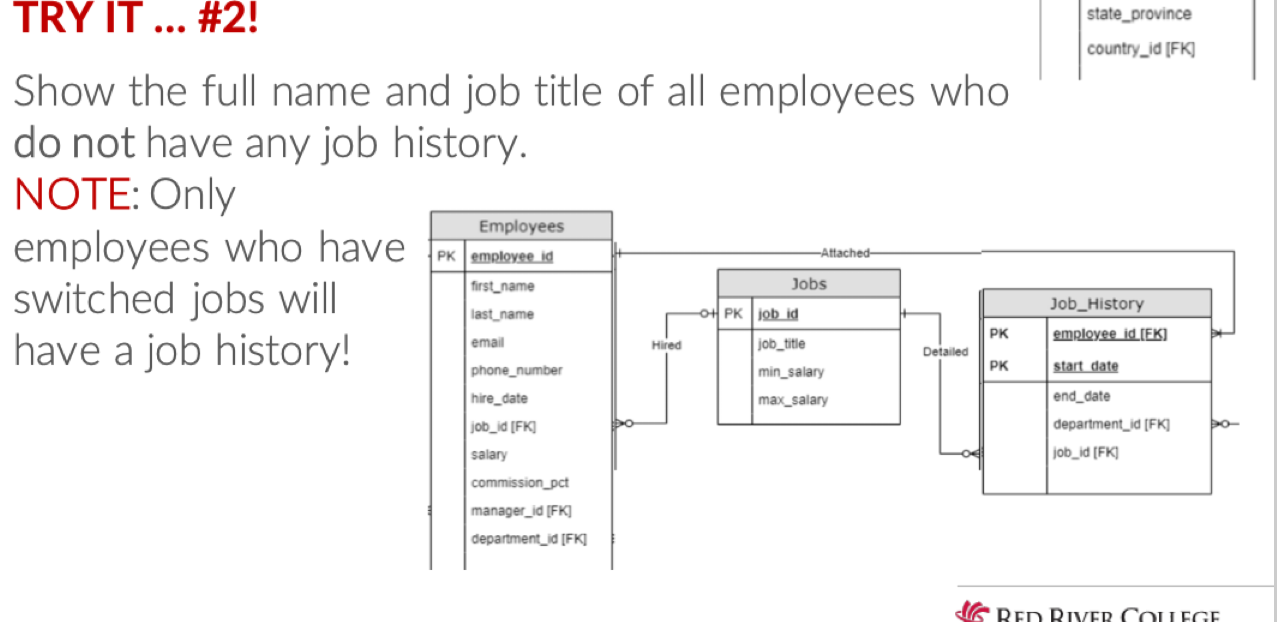 TRY IT ... #2!
state_province
country_id [FK]
Show the full name and job title of all employees who
do not have any job history.
NOTE: Only
employees who have
switched jobs will
have a job history!
Employees
PK employee_id
first_name
last_name
email
phone_number
hire_date
job_id [FK]
salary
commission_pct
manager_id [FK]
department_id [FK]
Attached
Hired
Jobs
PK job_id
job_title
min_salary
max_salary
Detailed
Job_History
PK employee_id [FK]
PK start_date
end_date
department_id [FK]
job_id [FK]
RED RIVER COLLEGE